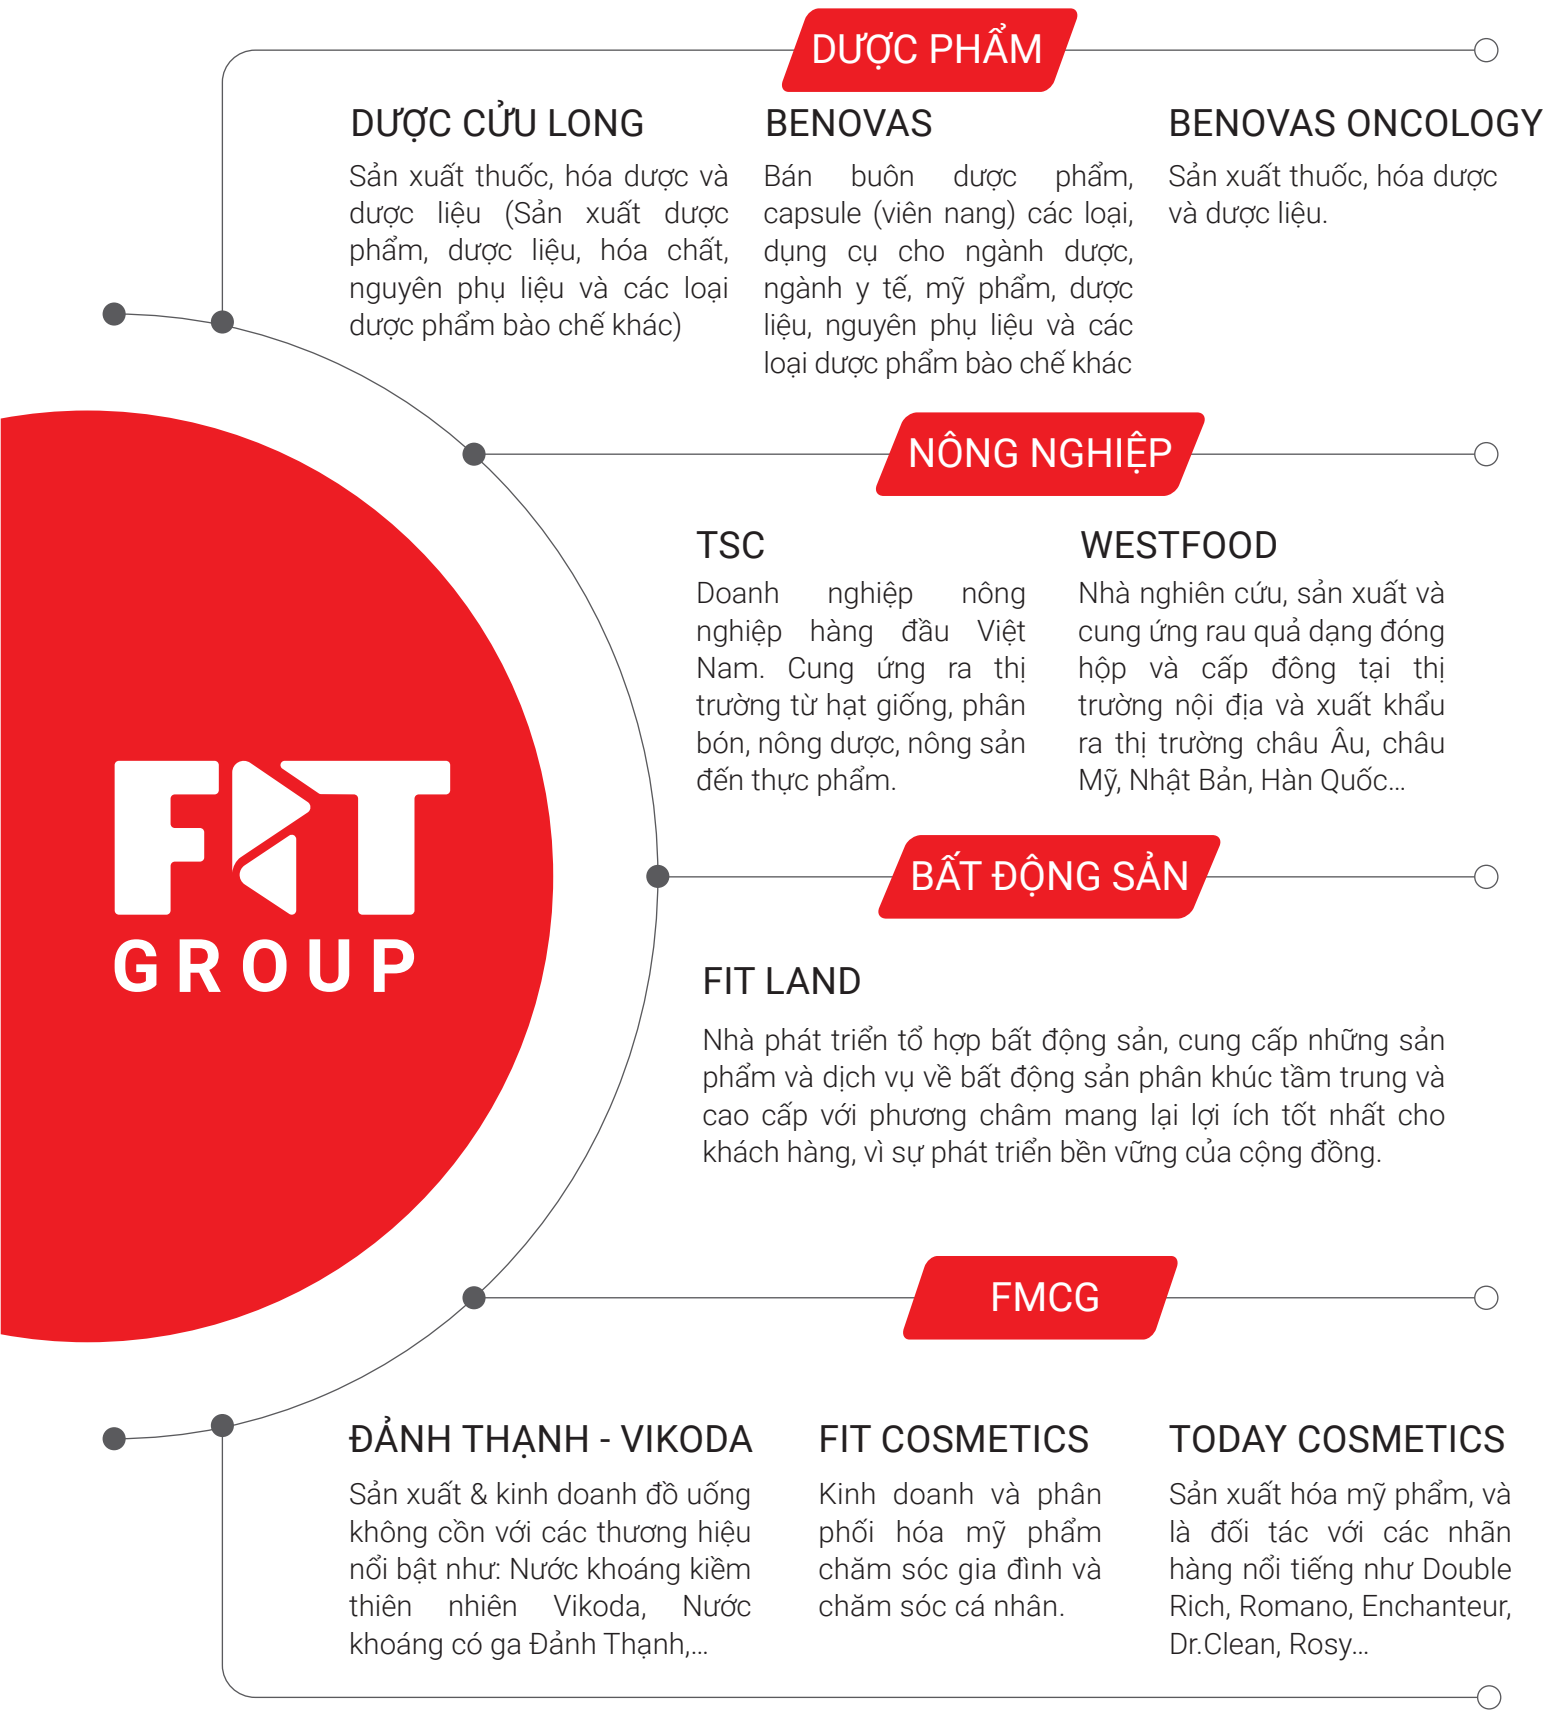 DƯỢC PHẨM
DƯỢC CỬU LONG
Sản xuất thuốc, hóa dược và
dược liệu (Sản xuất dược
phẩm, dược liệu, hóa chất,
nguyên phụ liệu và các loại
dược phẩm bào chế khác)
BENOVAS
Bán buôn dược phẩm,
capsule (viên nang) các loại,
dụng cụ cho ngành dược,
ngành y tế, mỹ phẩm, dược
liệu, nguyên phụ liệu và các
loại dược phẩm bào chế khác
BENOVAS ONCOLOGY
Sản xuất thuốc, hóa dược
và dược liệu.
NÔNG NGHIỆP
TSC
Doanh nghiệp nông
nghiệp hàng đầu Việt
Nam. Cung ứng ra thị
trường từ hạt giống, phân
bón, nông dược, nông sản
đến thực phẩm.
WESTFOOD
Nhà nghiên cứu, sản xuất và
cung ứng rau quả dạng đóng
hộp và cấp đông tại thị
trường nội địa và xuất khẩu
ra thị trường châu Âu, châu
Mỹ, Nhật Bản, Hàn Quốc...
FIT
GROUP
BẤT ĐỘNG SẢN
FIT LAND
Nhà phát triển tổ hợp bất động sản, cung cấp những sản
phẩm và dịch vụ về bất động sản phân khúc tầm trung và
cao cấp với phương châm mang lại lợi ích tốt nhất cho
khách hàng, vì sự phát triển bền vững của cộng đồng.
FMCG
ĐẢNH THẠNH - VIKODA
Sản xuất & kinh doanh đồ uống
không cồn với các thương hiệu
nổi bật như: Nước khoáng kiềm
thiên nhiên Vikoda, Nước
khoáng có ga Đảnh Thạnh,...
FIT COSMETICS
Kinh doanh và phân
phối hóa mỹ phẩm
chăm sóc gia đình và
chăm sóc cá nhân.
TODAY COSMETICS
Sản xuất hóa mỹ phẩm, và
là đối tác với các nhãn
hàng nổi tiếng như Double
Rich, Romano, Enchanteur,
Dr.Clean, Rosy...